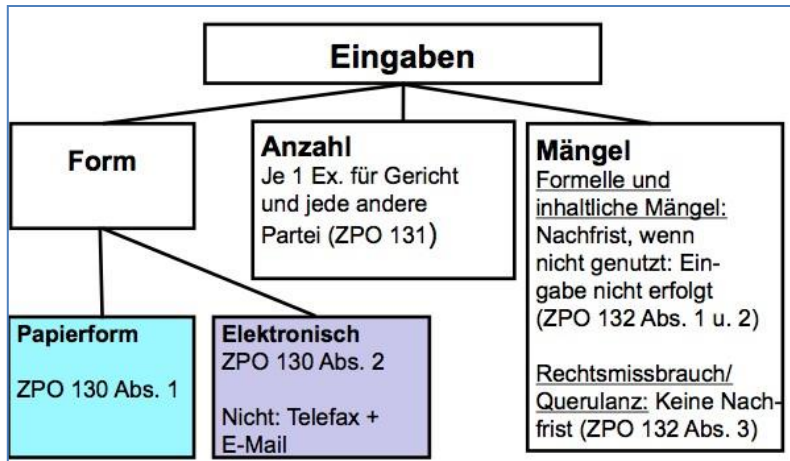 Eingaben
Form
Anzahl
Je 1 Ex. für Gericht
und jede andere
Partei (ZPO 131)
Mängel
Formelle und
inhaltliche Mängel:
Nachfrist, wenn
nicht genutzt: Ein-
gabe nicht erfolgt
(ZPO 132 Abs. 1 u. 2)
Rechtsmissbrauch/
Querulanz: Keine Nach-
frist (ZPO 132 Abs. 3)
Papierform
ZPO 130 Abs. 1
Elektronisch
ZPO 130 Abs. 2
Nicht: Telefax +
E-Mail